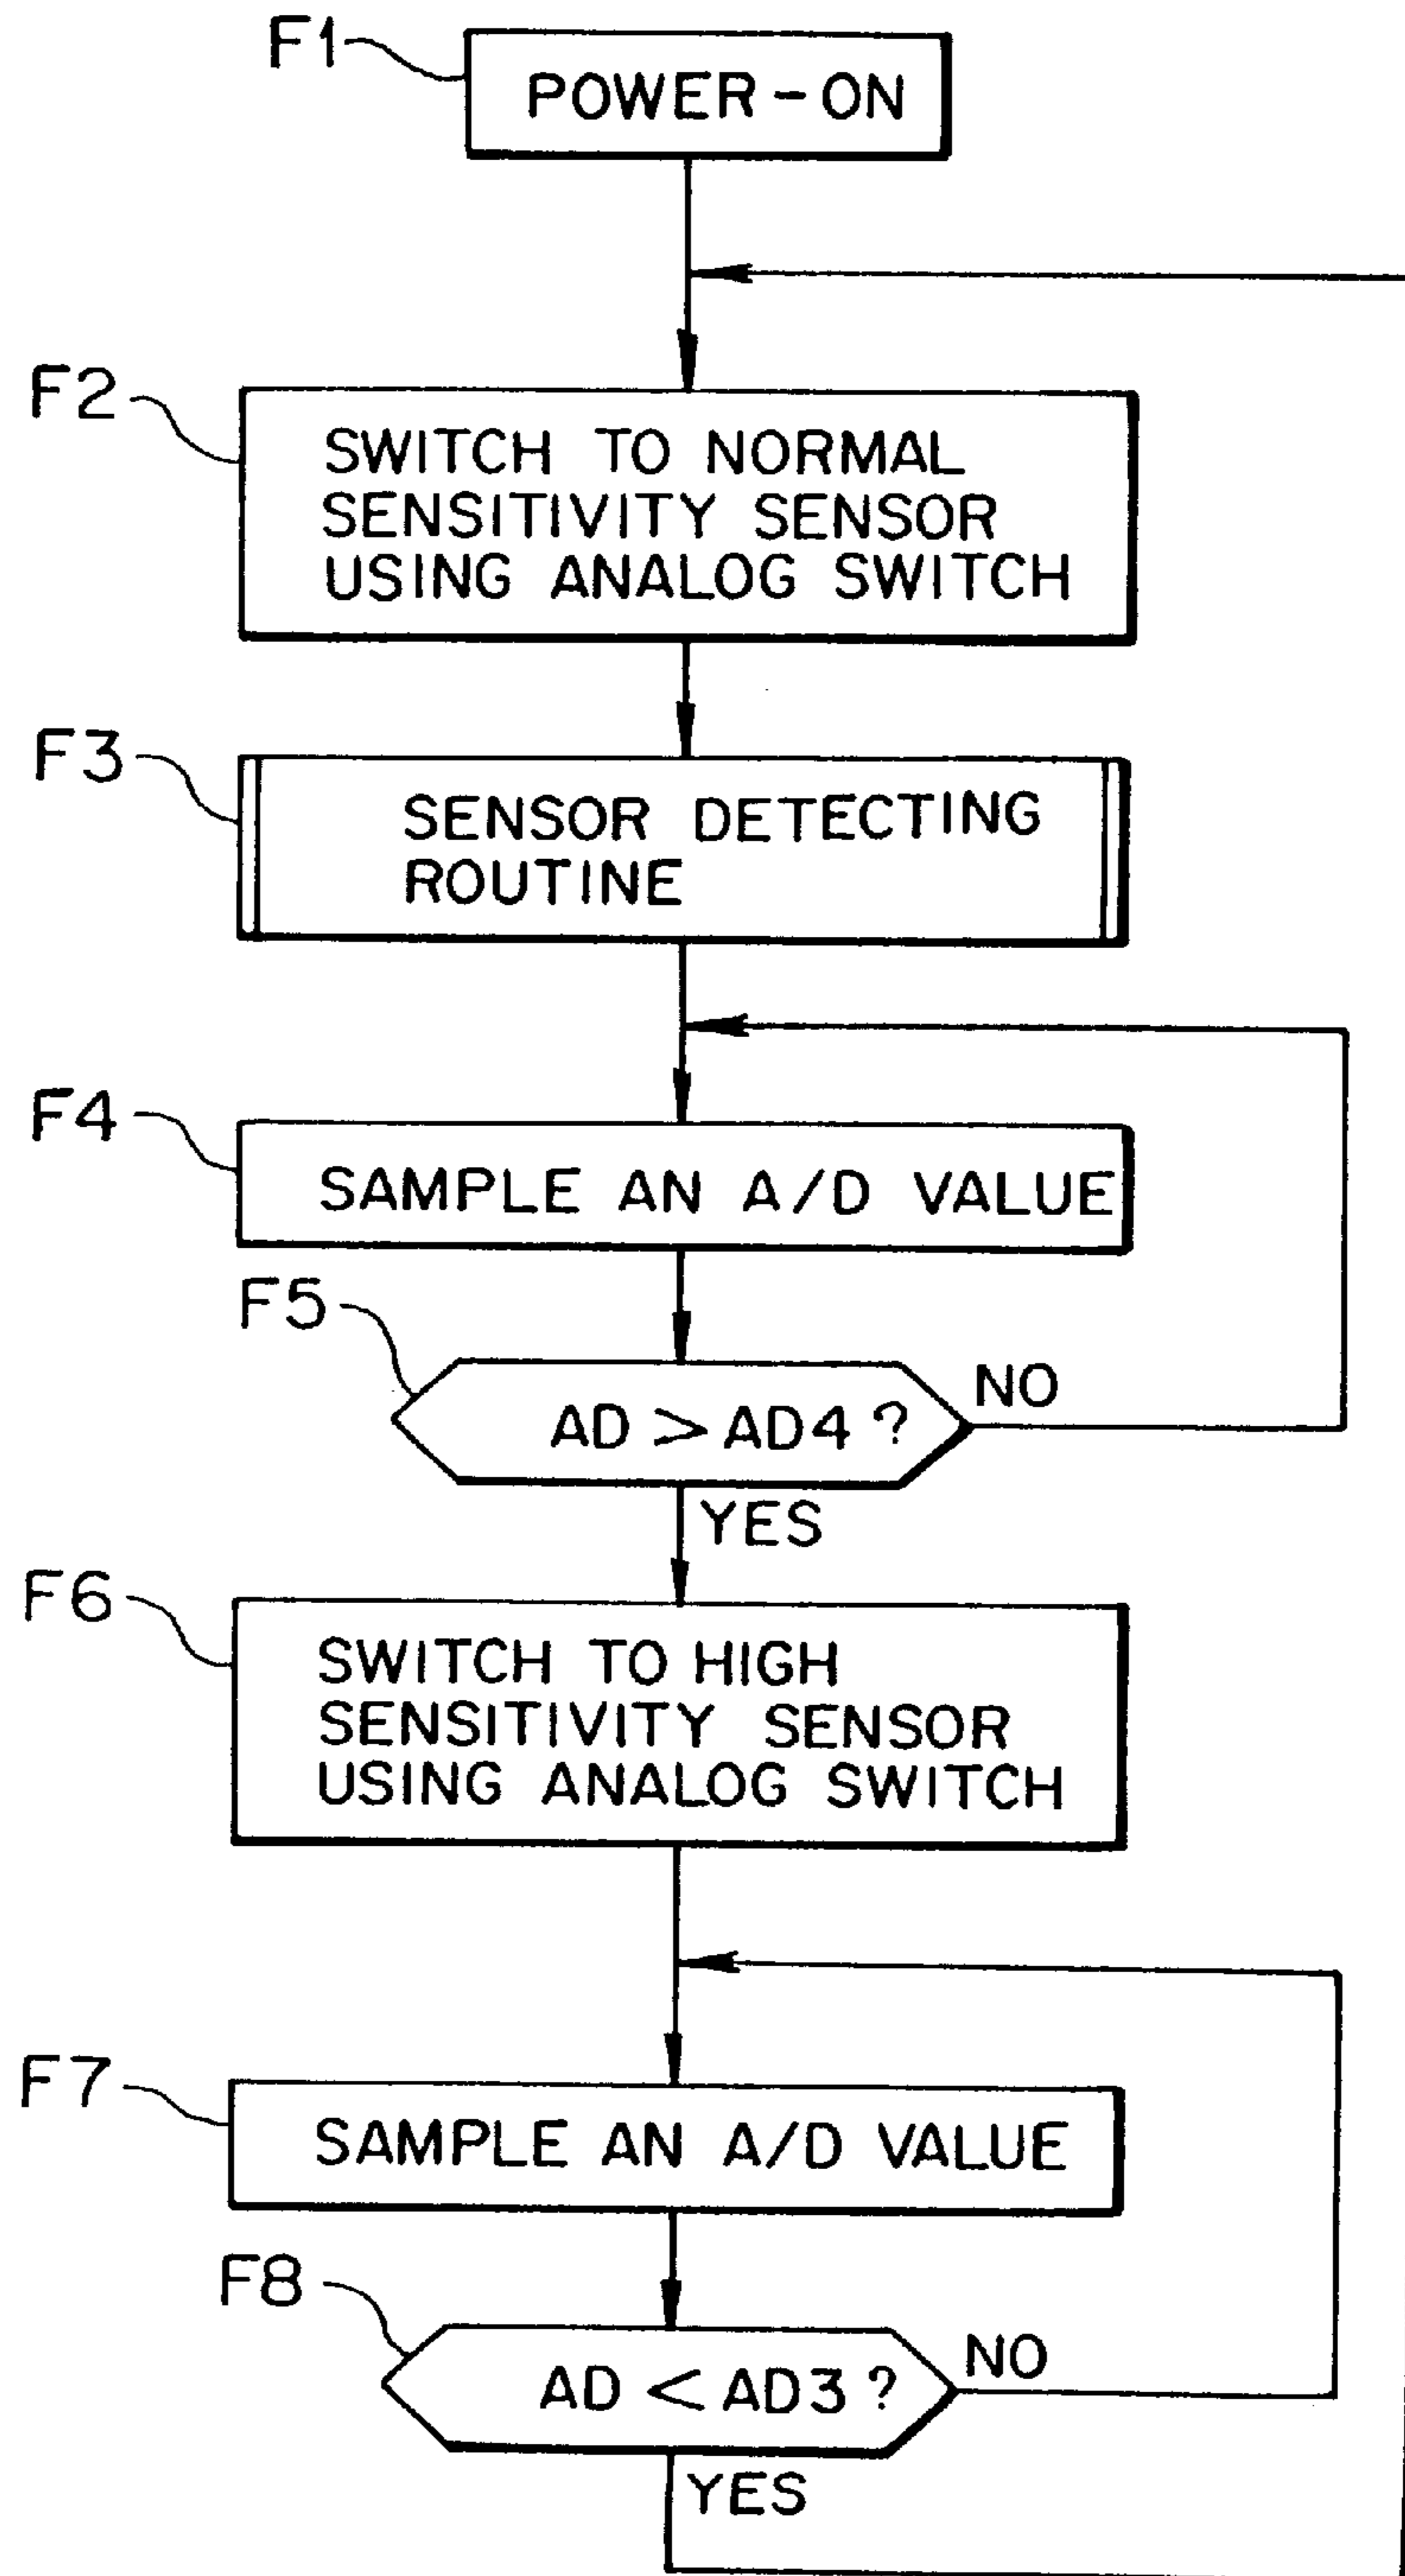 F1
POWER-ON
F2
SWITCH TO NORMAL
SENSITIVITY SENSOR
USING ANALOG SWITCH
F3
SENSOR DETECTING
ROUTINE
F4
SAMPLE AN A/D VALUE
F5
AD > AD4 ?
NO
YES
F6
SWITCH TO HIGH
SENSITIVITY SENSOR
USING ANALOG SWITCH
F7
SAMPLE AN A/D VALUE
F8
AD < AD3 ?
NO
YES